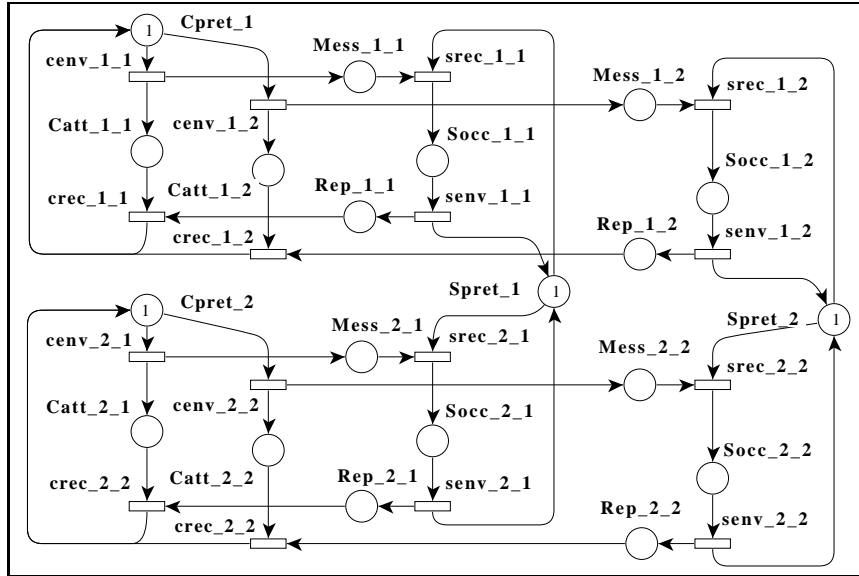 1
Cpret_1
cenv_1_1
Mess_1_1
srec_1_1
Mess_1_2
srec_1_2
Catt_1_1
cenv_1_2
Socc_1_1
Socc_1_2
crec_1_1
Catt_1_2
Rep_1_1
senv_1_1
crec_1_2
Rep_1_2
senv_1_2
Spret_1
1
1
Cpret_2
Spret_2
1
cenv_2_1
Mess_2_1
srec_2_1
Mess_2_2
srec_2_2
Catt_2_1
cenv_2_2
Socc_2_1
Socc_2_2
crec_2_2
Catt_2_2
Rep_2_1
senv_2_1
crec_2_2
Rep_2_2
senv_2_2